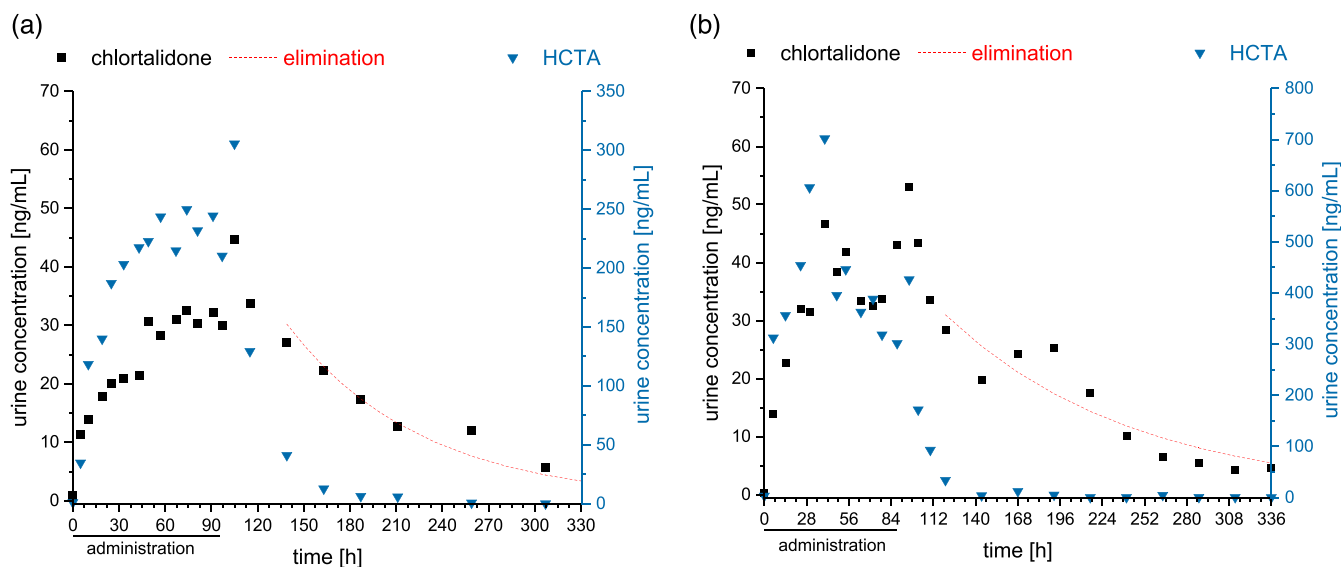 (a)
chlortalidone elimination HCTA
urine concentration [ng/mL]
70
60
50
40
30
20
10
0
350
300
250
200
150
100
50
0
urine concentration [ng/mL]
0 30 60 90 120 150 180 210 240 270 300 330
administration
time [h]
(b)
chlortalidone elimination HCTA
urine concentration [ng/mL]
70
60
50
40
30
20
10
0
800
700
600
500
400
300
200
100
0
urine concentration [ng/mL]
0 28 56 84 112 140 168 196 224 252 280 308 336
administration
time [h]